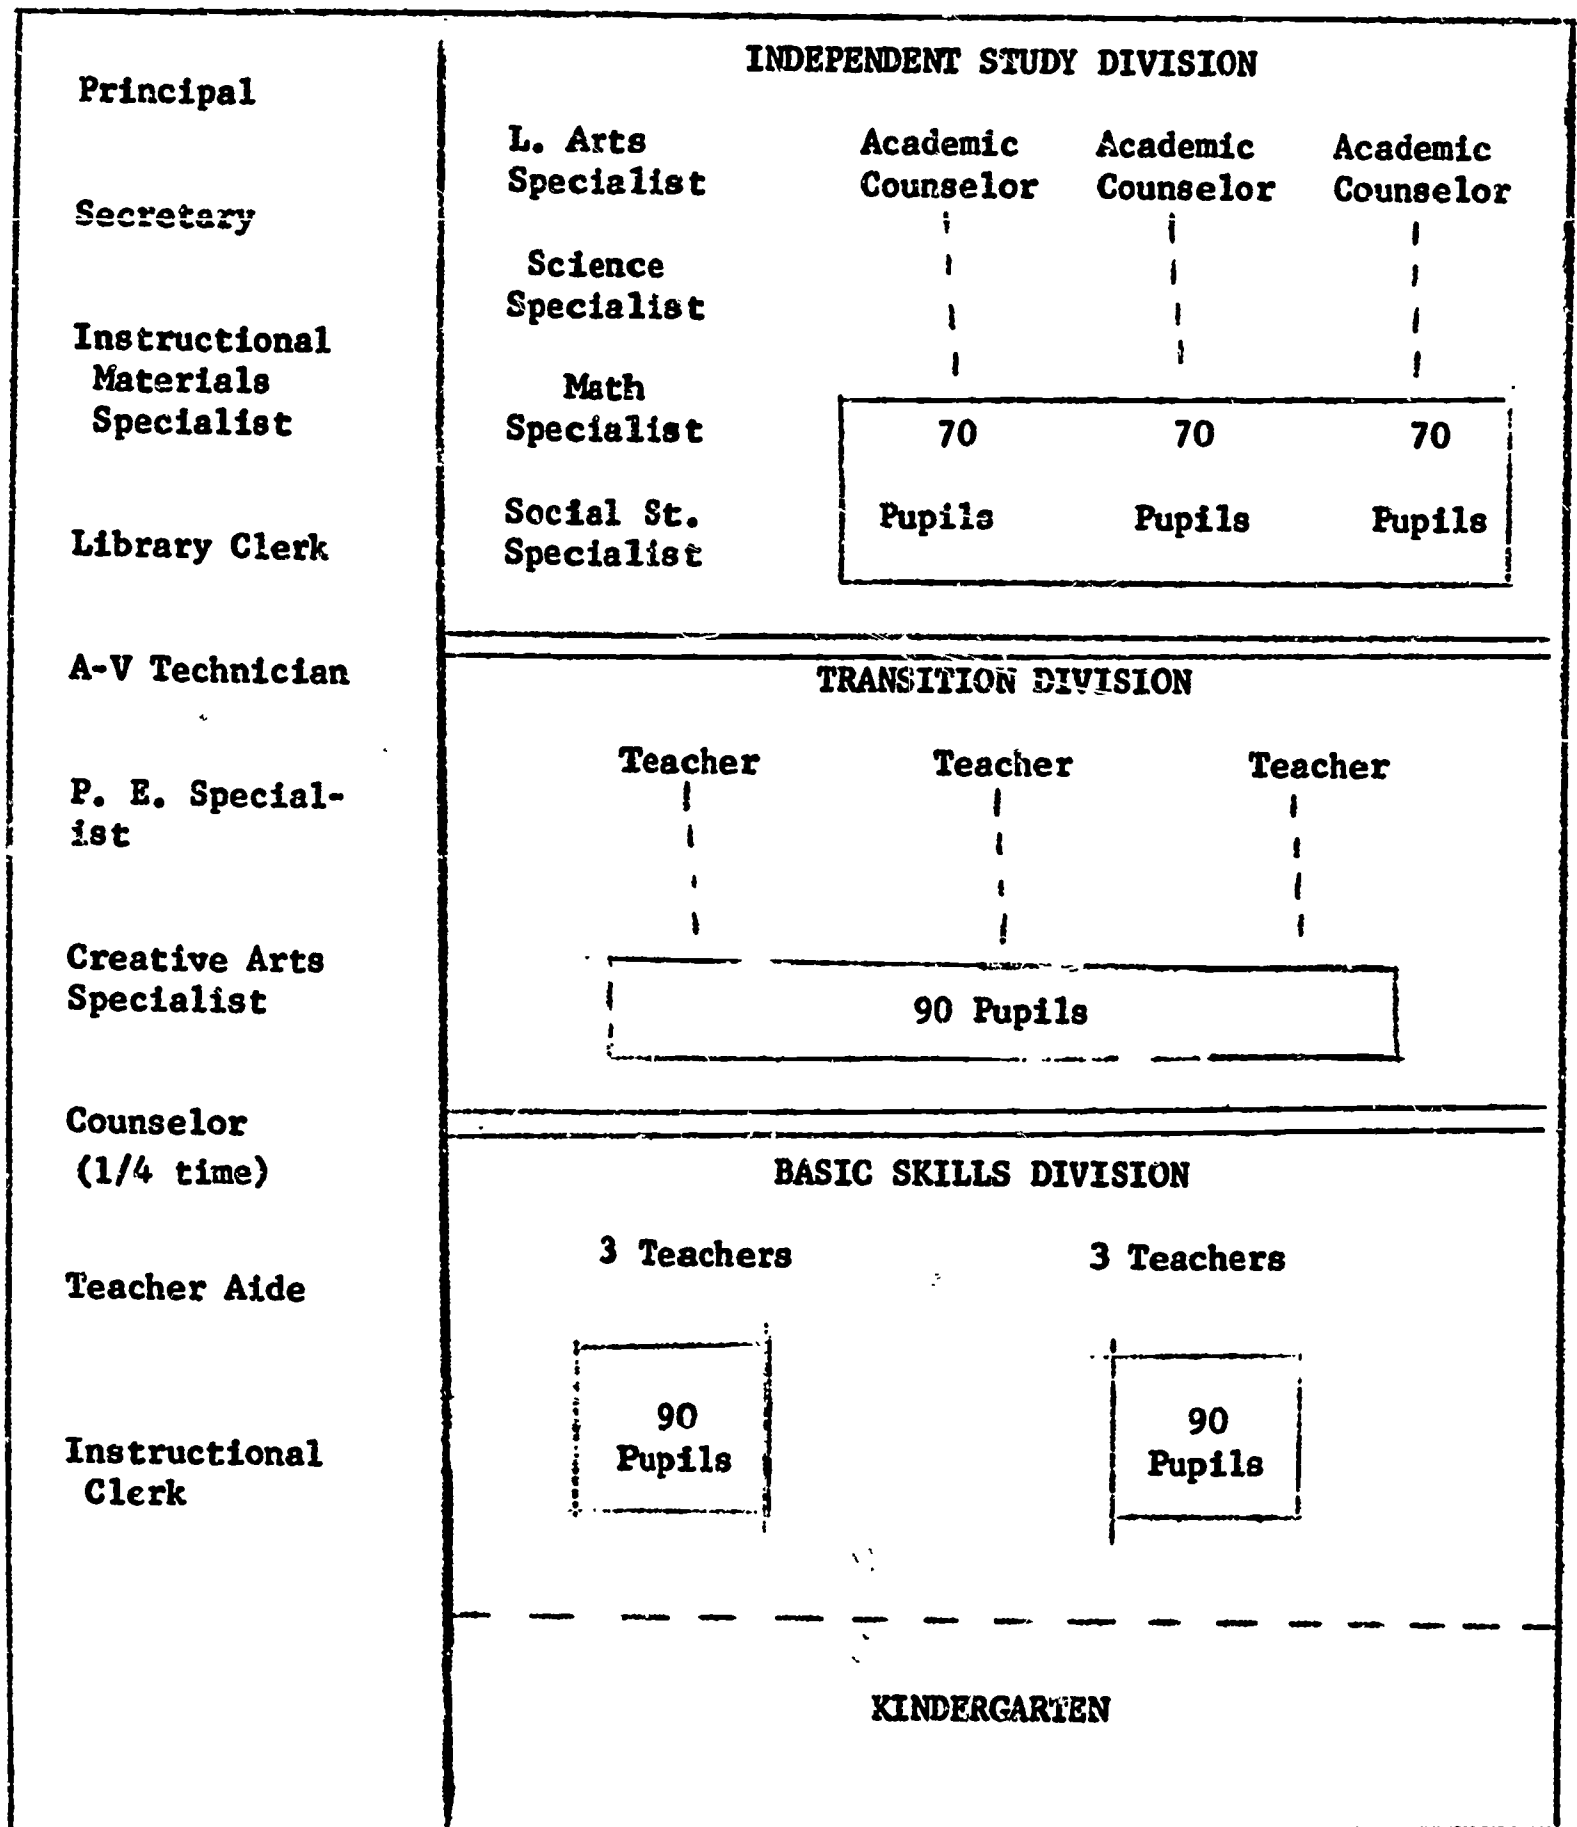 Principal
Secretary
Instructional
Materials
Specialist
Library Clerk
A-V Technician
P. E. Special-
ist
Creative Arts
Specialist
Counselor
(1/4 time)
Teacher Aide
Instructional
Clerk
INDEPENDENT STUDY DIVISION
L. Arts
Specialist
Science
Specialist
Math
Specialist
Social St.
Specialist
Academic Academic Academic
Counselor Counselor Counselor
70 70 70
Pupils Pupils Pupils
TRANSITION DIVISION
Teacher Teacher Teacher
90 Pupils
BASIC SKILLS DIVISION
3 Teachers 3 Teachers
90 90
Pupils Pupils
KINDERGARTEN